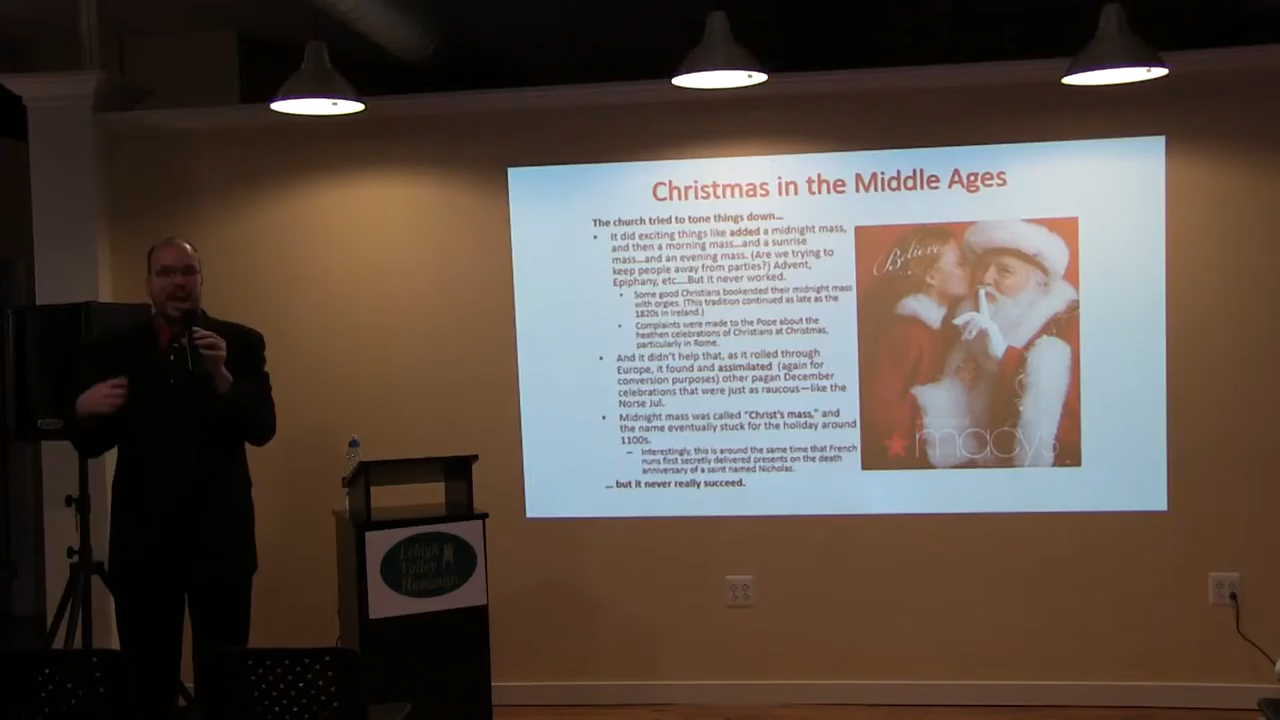 Christmas in the Middle Ages
The church tried to tone things down...
• It did exciting things like added a midnight mass,
and then a morning mass...and a sunrise
mass...and an evening mass. (Are we trying to
keep people away from parties?) Advent,
Epiphany, etc....But it never worked.
• Some good Christians bookended their midnight mass
with orgies. (This tradition continued as late as the
1820s in Ireland.)
• Complaints were made to the Pope about the
heathen celebrations of Christians at Christmas,
particularly in Rome.
• And it didn't help that, as it rolled through
Europe, it found and assimilated (again for
conversion purposes) other pagan December
celebrations that were just as raucous—like the
Norse Jul.
• Midnight mass was called "Christ's mass," and
the name eventually stuck for the holiday around
1100s.
– Interestingly, this is around the same time that French
nuns first secretly delivered presents on the death
anniversary of a saint named Nicholas.
... but it never really succeed.
Believe
macy's
Lehigh
Valley
Humanists